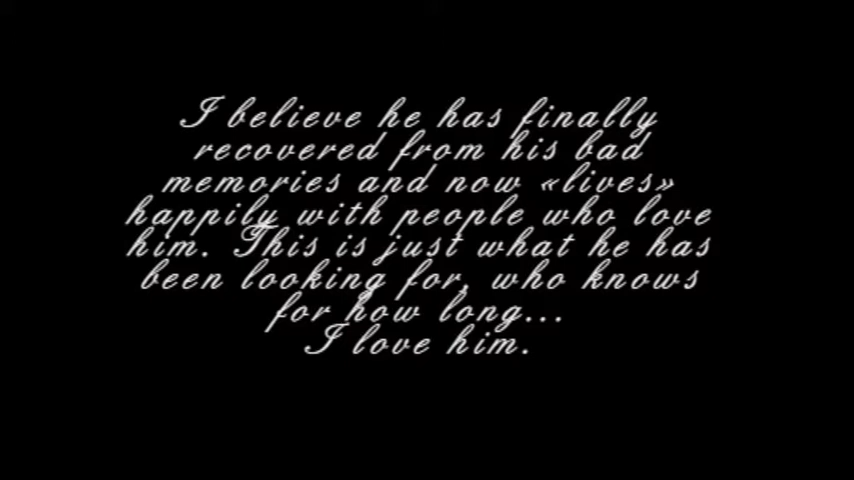 I believe he has finally
recovered from his bad
memories and now «lives»
happily with people who love
him. This is just what he has
been looking for, who knows
for how long...
I love him.